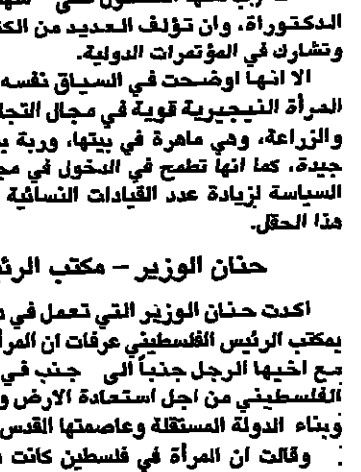 الدكتوراة، وان تؤلف العديد من الكت
وتشارك في المؤتمرات الدولية.
الا انها اوضحت في السياق نفسه
المرأة النيجيرية قوية في مجال التجا
والزراعة، وهي ماهرة في بيتها، وربة بـ
جيدة، كما انها تطمح في الدخول في مجـ
السياسة لزيادة عدد القيادات النسائية
هذا الحقل.
حنان الوزير – مكتب الرئـ
اكدت حنان الوزير التي تعمل في د
بمكتب الرئيس الفلسطيني عرفات ان المرأ
مع اخيها الرجل جنباً الى جنب في
الفلسطيني من اجل استعادة الارض و
وبناء الدولة المستقلة وعاصمتها القدس
وقالت ان المرأة في فلسطين كانت